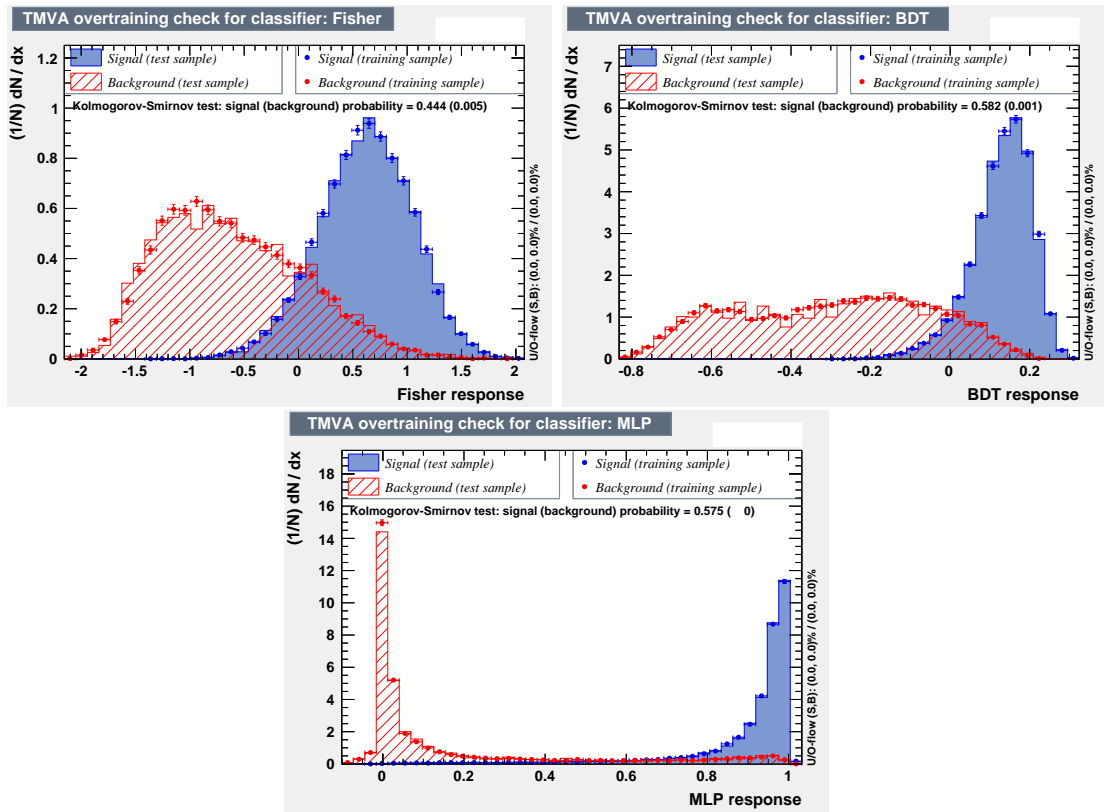 TMVA overtraining check for classifier: Fisher
(1/N) dN / dx
1.2
1
0.8
0.6
0.4
0.2
0
Signal (test sample)
Background (test sample)
Signal (training sample)
Background (training sample)
Kolmogorov-Smirnov test: signal (background) probability = 0.444 (0.005)
U/O-flow (S,B): (0.0, 0.0)% / (0.0, 0.0)%
-2 -1.5 -1 -0.5 0 0.5 1 1.5 2
Fisher response
TMVA overtraining check for classifier: BDT
(1/N) dN / dx
7
6
5
4
3
2
1
0
Signal (test sample)
Background (test sample)
Signal (training sample)
Background (training sample)
Kolmogorov-Smirnov test: signal (background) probability = 0.582 (0.001)
U/O-flow (S,B): (0.0, 0.0)% / (0.0, 0.0)%
-0.8 -0.6 -0.4 -0.2 0 0.2
BDT response
TMVA overtraining check for classifier: MLP
(1/N) dN / dx
18
16
14
12
10
8
6
4
2
0
Signal (test sample)
Background (test sample)
Signal (training sample)
Background (training sample)
Kolmogorov-Smirnov test: signal (background) probability = 0.575 ( 0)
U/O-flow (S,B): (0.0, 0.0)% / (0.0, 0.0)%
0 0.2 0.4 0.6 0.8 1
MLP response